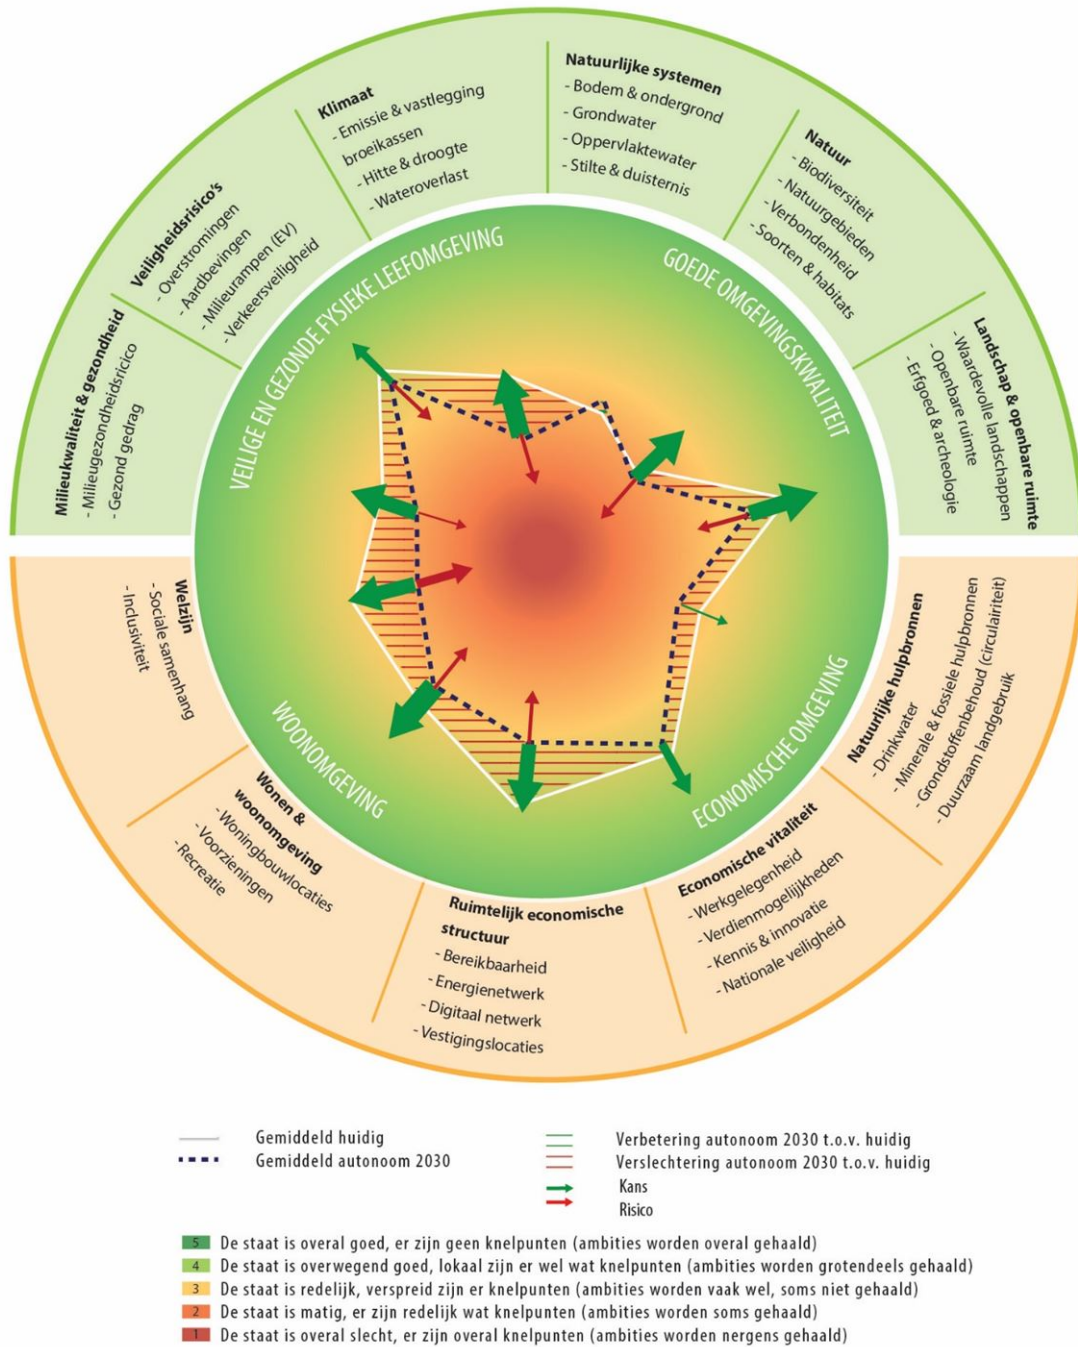 Milieukwaliteit & gezondheid
- Milieugezondheidsricico
- Gezond gedrag
Veiligheidsrisico's
- Overstromingen
- Aardbevingen
- Milieurampen (EV)
- Verkeersveiligheid
Klimaat
- Emissie & vastlegging
broeikassen
- Hitte & droogte
- Wateroverlast
Natuurlijke systemen
- Bodem & ondergrond
- Grondwater
- Oppervlaktewater
- Stilte & duisternis
Natuur
- Biodiversiteit
- Natuurgebieden
- Verbondenheid
- Soorten & habitats
Landschap & openbare ruimte
- Waardevolle landschappen
- Openbare ruimte
- Erfgoed & archeologie
VEILIGE EN GEZONDE FYSIEKE LEEFOMGEVING
GOEDE OMGEVINGSKWALITEIT
WOONOMGEVING
ECONOMISCHE OMGEVING
Welzijn
- Sociale samenhang
- Inclusiviteit
Wonen &
woonomgeving
- Woningbouwlocaties
- Voorzieningen
- Recreatie
Ruimtelijk economische
structuur
- Bereikbaarheid
- Energienetwerk
- Digitaal netwerk
- Vestigingslocaties
Economische vitaliteit
- Werkgelegenheid
- Verdienmogelijkheden
- Kennis & innovatie
- Nationale veiligheid
Natuurlijke hulpbronnen
- Drinkwater
- Minerale & fossiele hulpbronnen
- Grondstoffenbehoud (circulairiteit)
- Duurzaam landgebruik
Gemiddeld huidig
Gemiddeld autonoom 2030
Verbetering autonoom 2030 t.o.v. huidig
Verslechtering autonoom 2030 t.o.v. huidig
Kans
Risico
5 De staat is overal goed, er zijn geen knelpunten (ambities worden overal gehaald)
4 De staat is overwegend goed, lokaal zijn er wel wat knelpunten (ambities worden grotendeels gehaald)
3 De staat is redelijk, verspreid zijn er knelpunten (ambities worden vaak wel, soms niet gehaald)
2 De staat is matig, er zijn redelijk wat knelpunten (ambities worden soms gehaald)
1 De staat is overal slecht, er zijn overal knelpunten (ambities worden nergens gehaald)